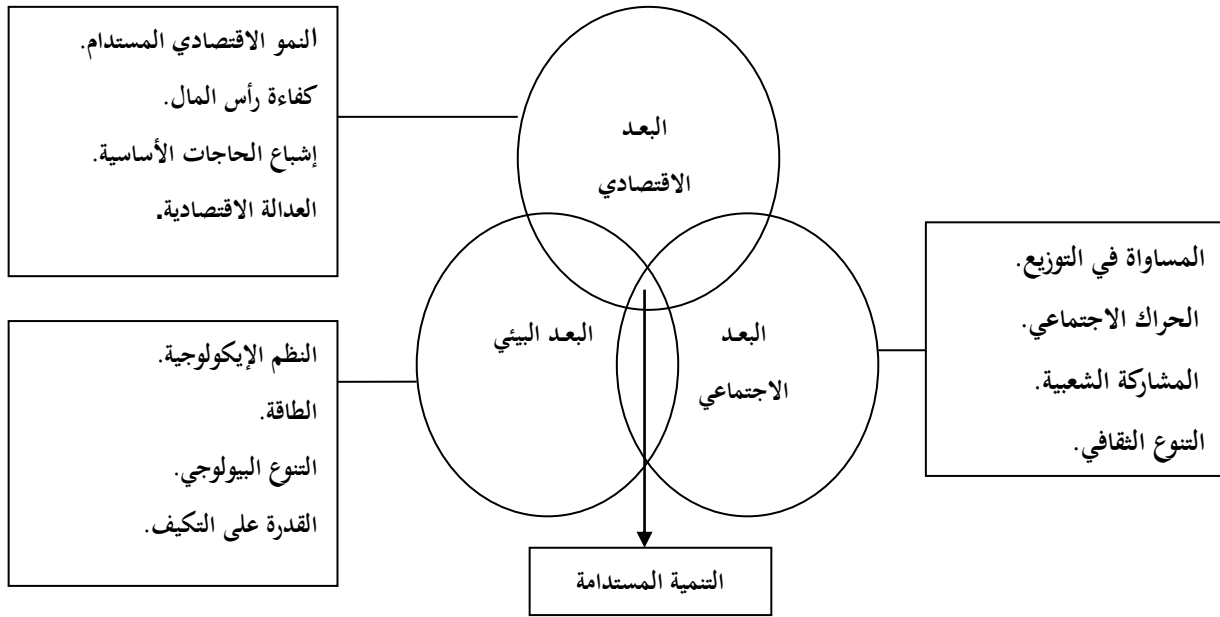 النمو الاقتصادي المستدام.
كفاءة رأس المال.
إشباع الحاجات الأساسية.
العدالة الاقتصادية.
البعد
الاقتصادي
المساواة في التوزيع.
الحراك الاجتماعي.
المشاركة الشعبية.
التنوع الثقافي.
البعد
الاجتماعي
البعد البيئي
النظم الإيكولوجية.
الطاقة.
التنوع البيولوجي.
القدرة على التكيف.
التنمية المستدامة